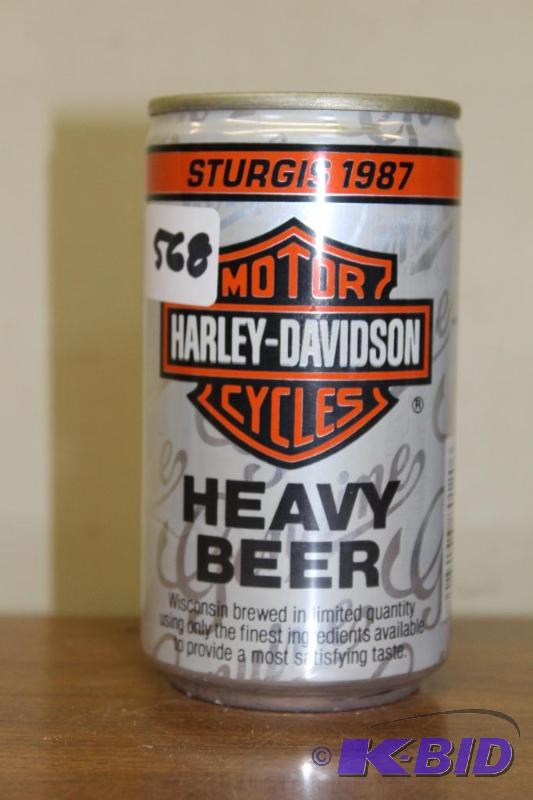 STURGIS 1987
568
MOTOR
HARLEY-DAVIDSON
CYCLES
®
HEAVY
BEER
Wisconsin brewed in limited quantity
using only the finest ingredients available
to provide a most satisfying taste.
© K-BID